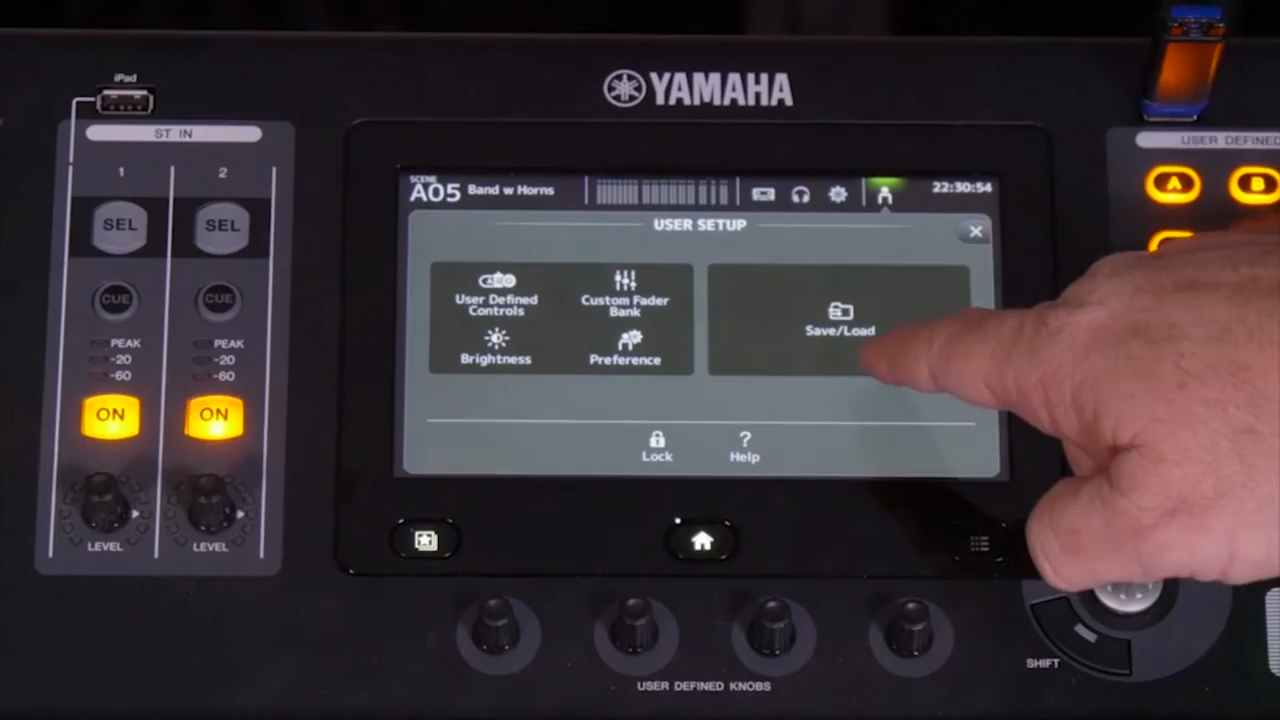 iPad
YAMAHA
ST IN
USER DEFINED
1
2
SCENE
A05
Band w Horns
22:30:54
A
B
SEL
SEL
USER SETUP
CUE
CUE
User Defined
Controls
Custom Fader
Bank
Save/Load
PEAK
-20
-60
PEAK
-20
-60
Brightness
Preference
ON
ON
?
Lock
Help
LEVEL
LEVEL
SHIFT
USER DEFINED KNOBS